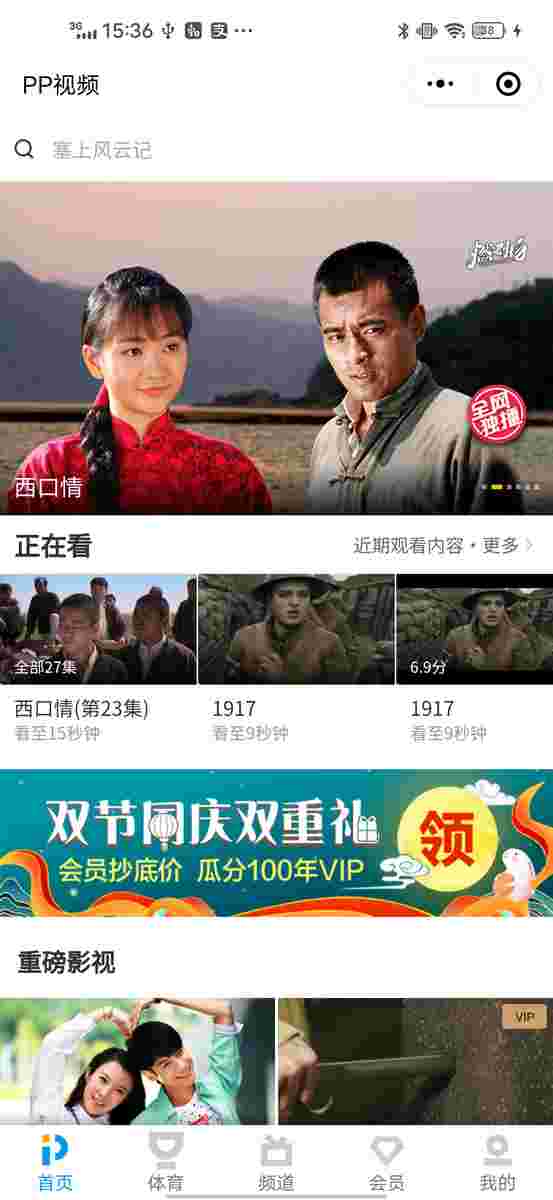 3G 15:36
8
PP视频
塞上风云记
全网
独播
西口情
正在看
近期观看内容·更多
全部27集
6.9分
西口情(第23集)
1917
1917
看至15秒钟
看至9秒钟
看至9秒钟
双节同庆双重礼
领
会员抄底价 瓜分100年VIP
重磅影视
VIP
首页
体育
频道
会员
我的